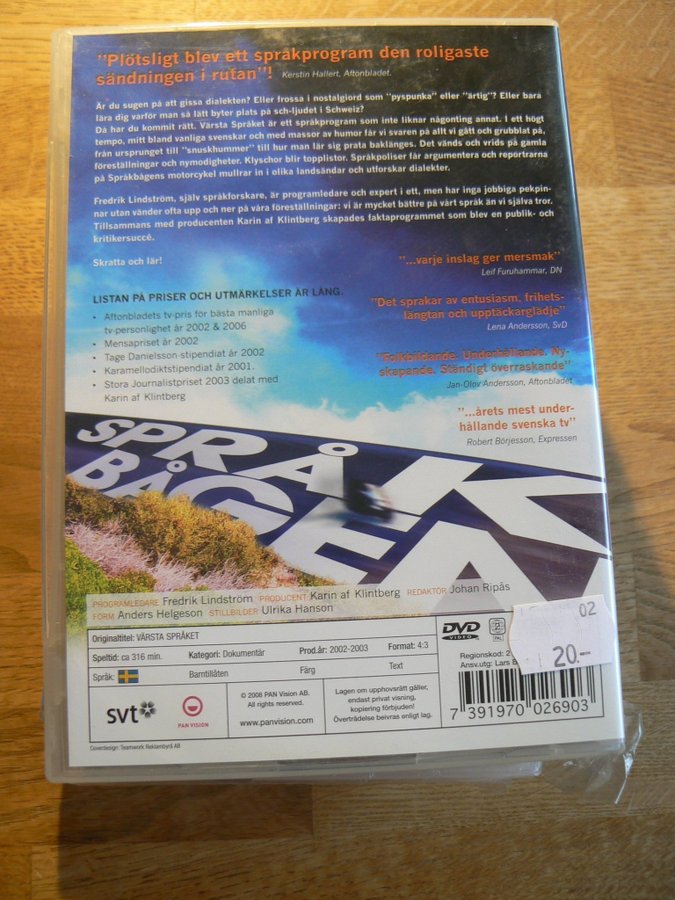 "Plötsligt blev ett språkprogram den roligaste
sändningen i rutan"! Kerstin Hallert, Aftonbladet.
Är du sugen på att gissa dialekten? Eller frossa i nostalgiord som "pyspunka" eller "ärtig"? Eller bara
lära dig varför man så lätt byter plats på sch-ljudet i Schweiz?
Då har du kommit rätt. Värsta Språket är ett språkprogram som inte liknar någonting annat. I ett högt
tempo, mitt bland vanliga svenskar och med massor av humor får vi svaren på allt vi gått och grubblat på,
från ursprunget till "snuskhummer" till hur man lär sig prata baklänges. Det vänds och vrids på gamla
föreställningar och nymodigheter. Klyschor blir topplistor. Språkpoliser får argumentera och reportrarna
på Språkbågens motorcykel mullrar in i olika landsändar och utforskar dialekter.
Fredrik Lindström, själv språkforskare, är programledare och expert i ett, men har inga jobbiga pekpin-
nar utan vänder ofta upp och ner på våra föreställningar: vi är mycket bättre på vårt språk än vi själva tror.
Tillsammans med producenten Karin af Klintberg skapades faktaprogrammet som blev en publik- och
kritikersuccé.
Skratta och lär!
"...varje inslag ger mersmak"
Leif Furuhammar, DN
LISTAN PÅ PRISER OCH UTMÄRKELSER ÄR LÅNG.
• Aftonbladets tv-pris för bästa manliga
tv-personlighet år 2002 & 2006
• Mensapriset år 2002
• Tage Danielsson-stipendiat år 2002
• Karamellodiktstipendiat år 2001.
• Stora Journalistpriset 2003 delat med
Karin af Klintberg
"Det sprakar av entusiasm, frihets-
längtan och upptäckarglädje"
Lena Andersson, SvD
"Folkbildande. Underhållande. Ny-
skapande. Ständigt överraskande"
Jan-Olov Andersson, Aftonbladet
"...årets mest under-
hållande svenska tv"
Robert Börjesson, Expressen
SPRÅK
BÅGEN
PROGRAMLEDARE Fredrik Lindström PRODUCENT Karin af Klintberg REDAKTÖR Johan Ripås
FORM Anders Helgeson STILLBILDER Ulrika Hanson
Originaltitel: VÄRSTA SPRÅKET
Speltid: ca 316 min. Kategori: Dokumentär Prod.år: 2002-2003 Format: 4:3
Språk: Barntillåten Färg Text
DVD
VIDEO
2
PAL
Regionskod: 2
Ansv.utg: Lars
02
20.-
svt
PAN VISION
© 2008 PAN Vision AB.
All rights reserved.
www.panvision.com
Lagen om upphovsrätt gäller,
endast privat visning,
kopiering förbjuden!
Överträdelse beivras enligt lag.
7 391970 026903
Coverdesign: Teamwork Reklambyrå AB